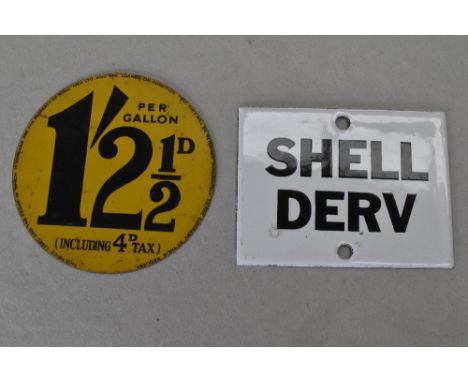 PER
GALLON
1'2 1/2 D
(INCLUDING 4D TAX)
SHELL
DERV